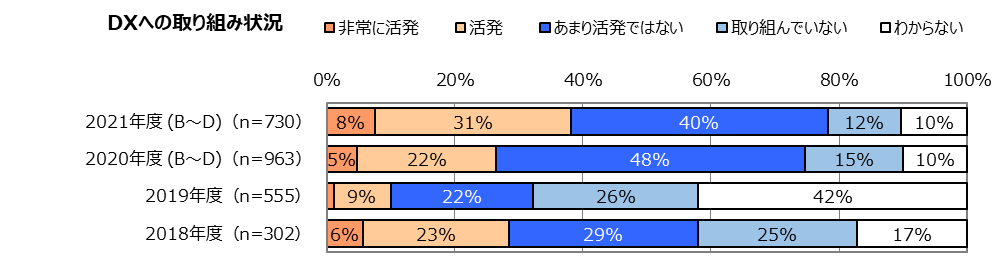 DXへの取り組み状況
非常に活発 活発 あまり活発ではない 取り組んでいない わからない
0% 20% 40% 60% 80% 100%
2021年度 (B～D)（n=730） 8% 31% 40% 12% 10%
2020年度 (B～D)（n=963） 5% 22% 48% 15% 10%
2019年度（n=555） 9% 22% 26% 42%
2018年度（n=302） 6% 23% 29% 25% 17%